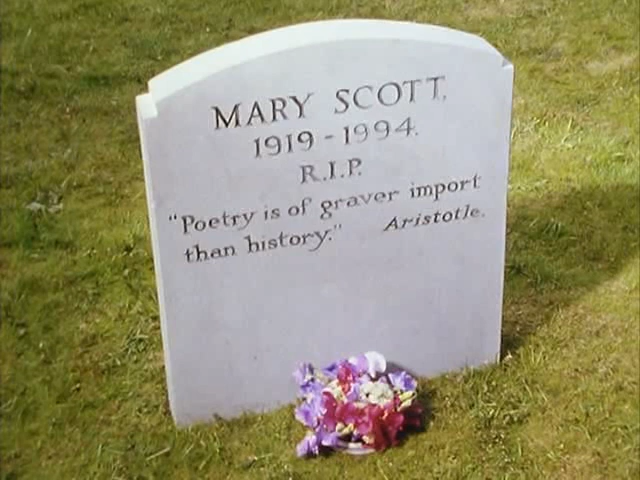 MARY SCOTT,
1919 - 1994.
R.I.P.
"Poetry is of graver import
than history." Aristotle.